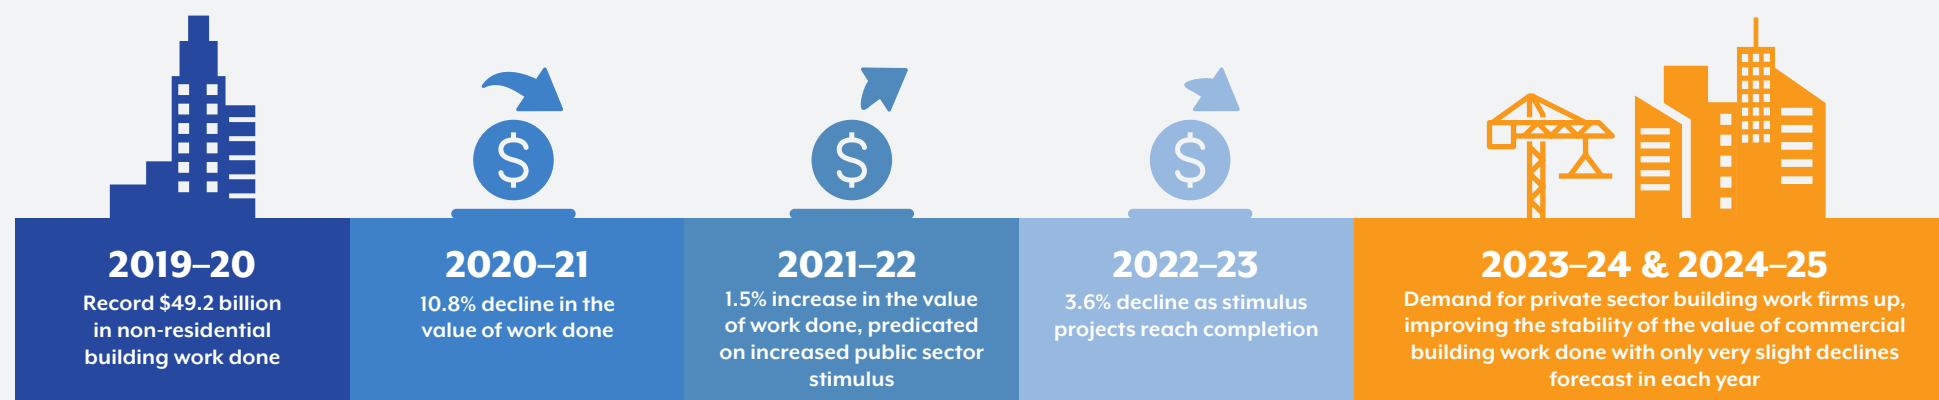 2019–20
Record $49.2 billion
in non-residential
building work done
$
2020–21
10.8% decline in the
value of work done
$
2021–22
1.5% increase in the value
of work done, predicated
on increased public sector
stimulus
$
2022–23
3.6% decline as stimulus
projects reach completion
2023–24 & 2024–25
Demand for private sector building work firms up,
improving the stability of the value of commercial
building work done with only very slight declines
forecast in each year